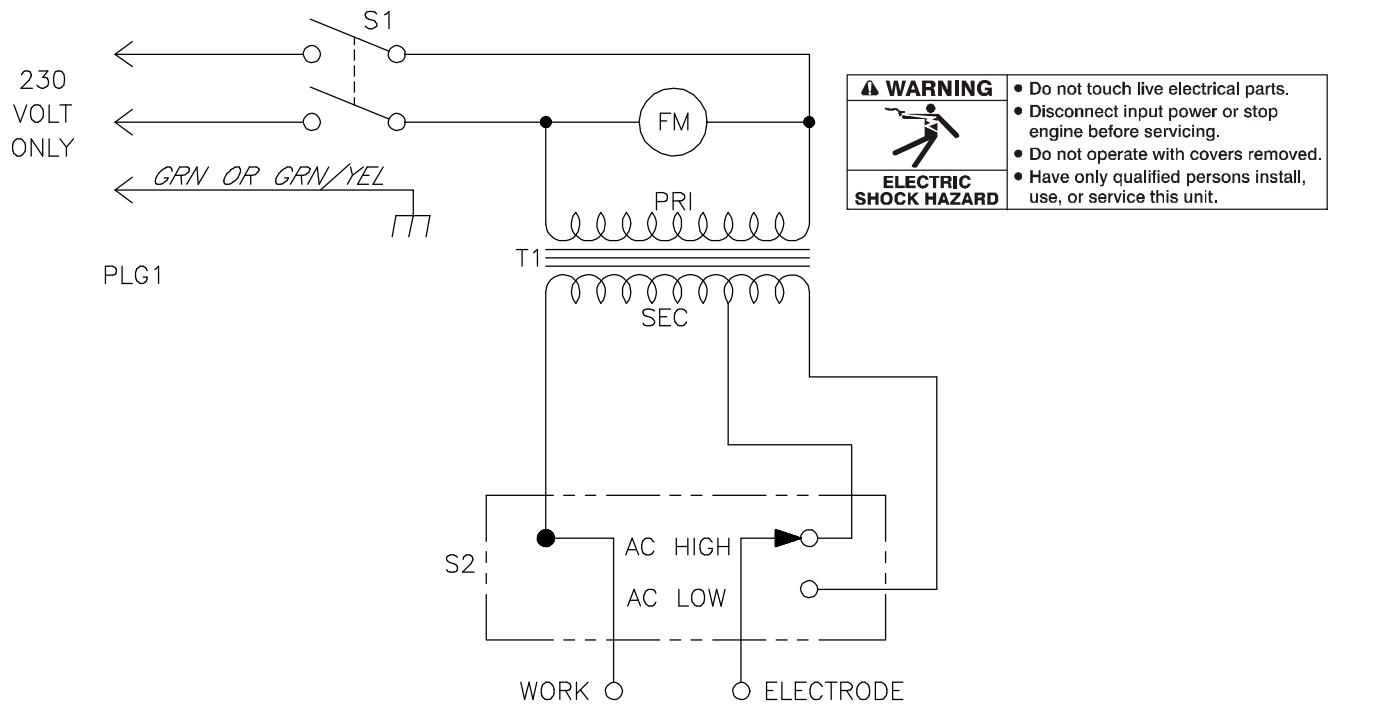 S1
230
VOLT
ONLY
FM
GRN OR GRN/YEL
PLG1
PRI
T1
SEC
WARNING
ELECTRIC
SHOCK HAZARD
• Do not touch live electrical parts.
• Disconnect input power or stop
engine before servicing.
• Do not operate with covers removed.
• Have only qualified persons install,
use, or service this unit.
S2
AC HIGH
AC LOW
WORK
ELECTRODE